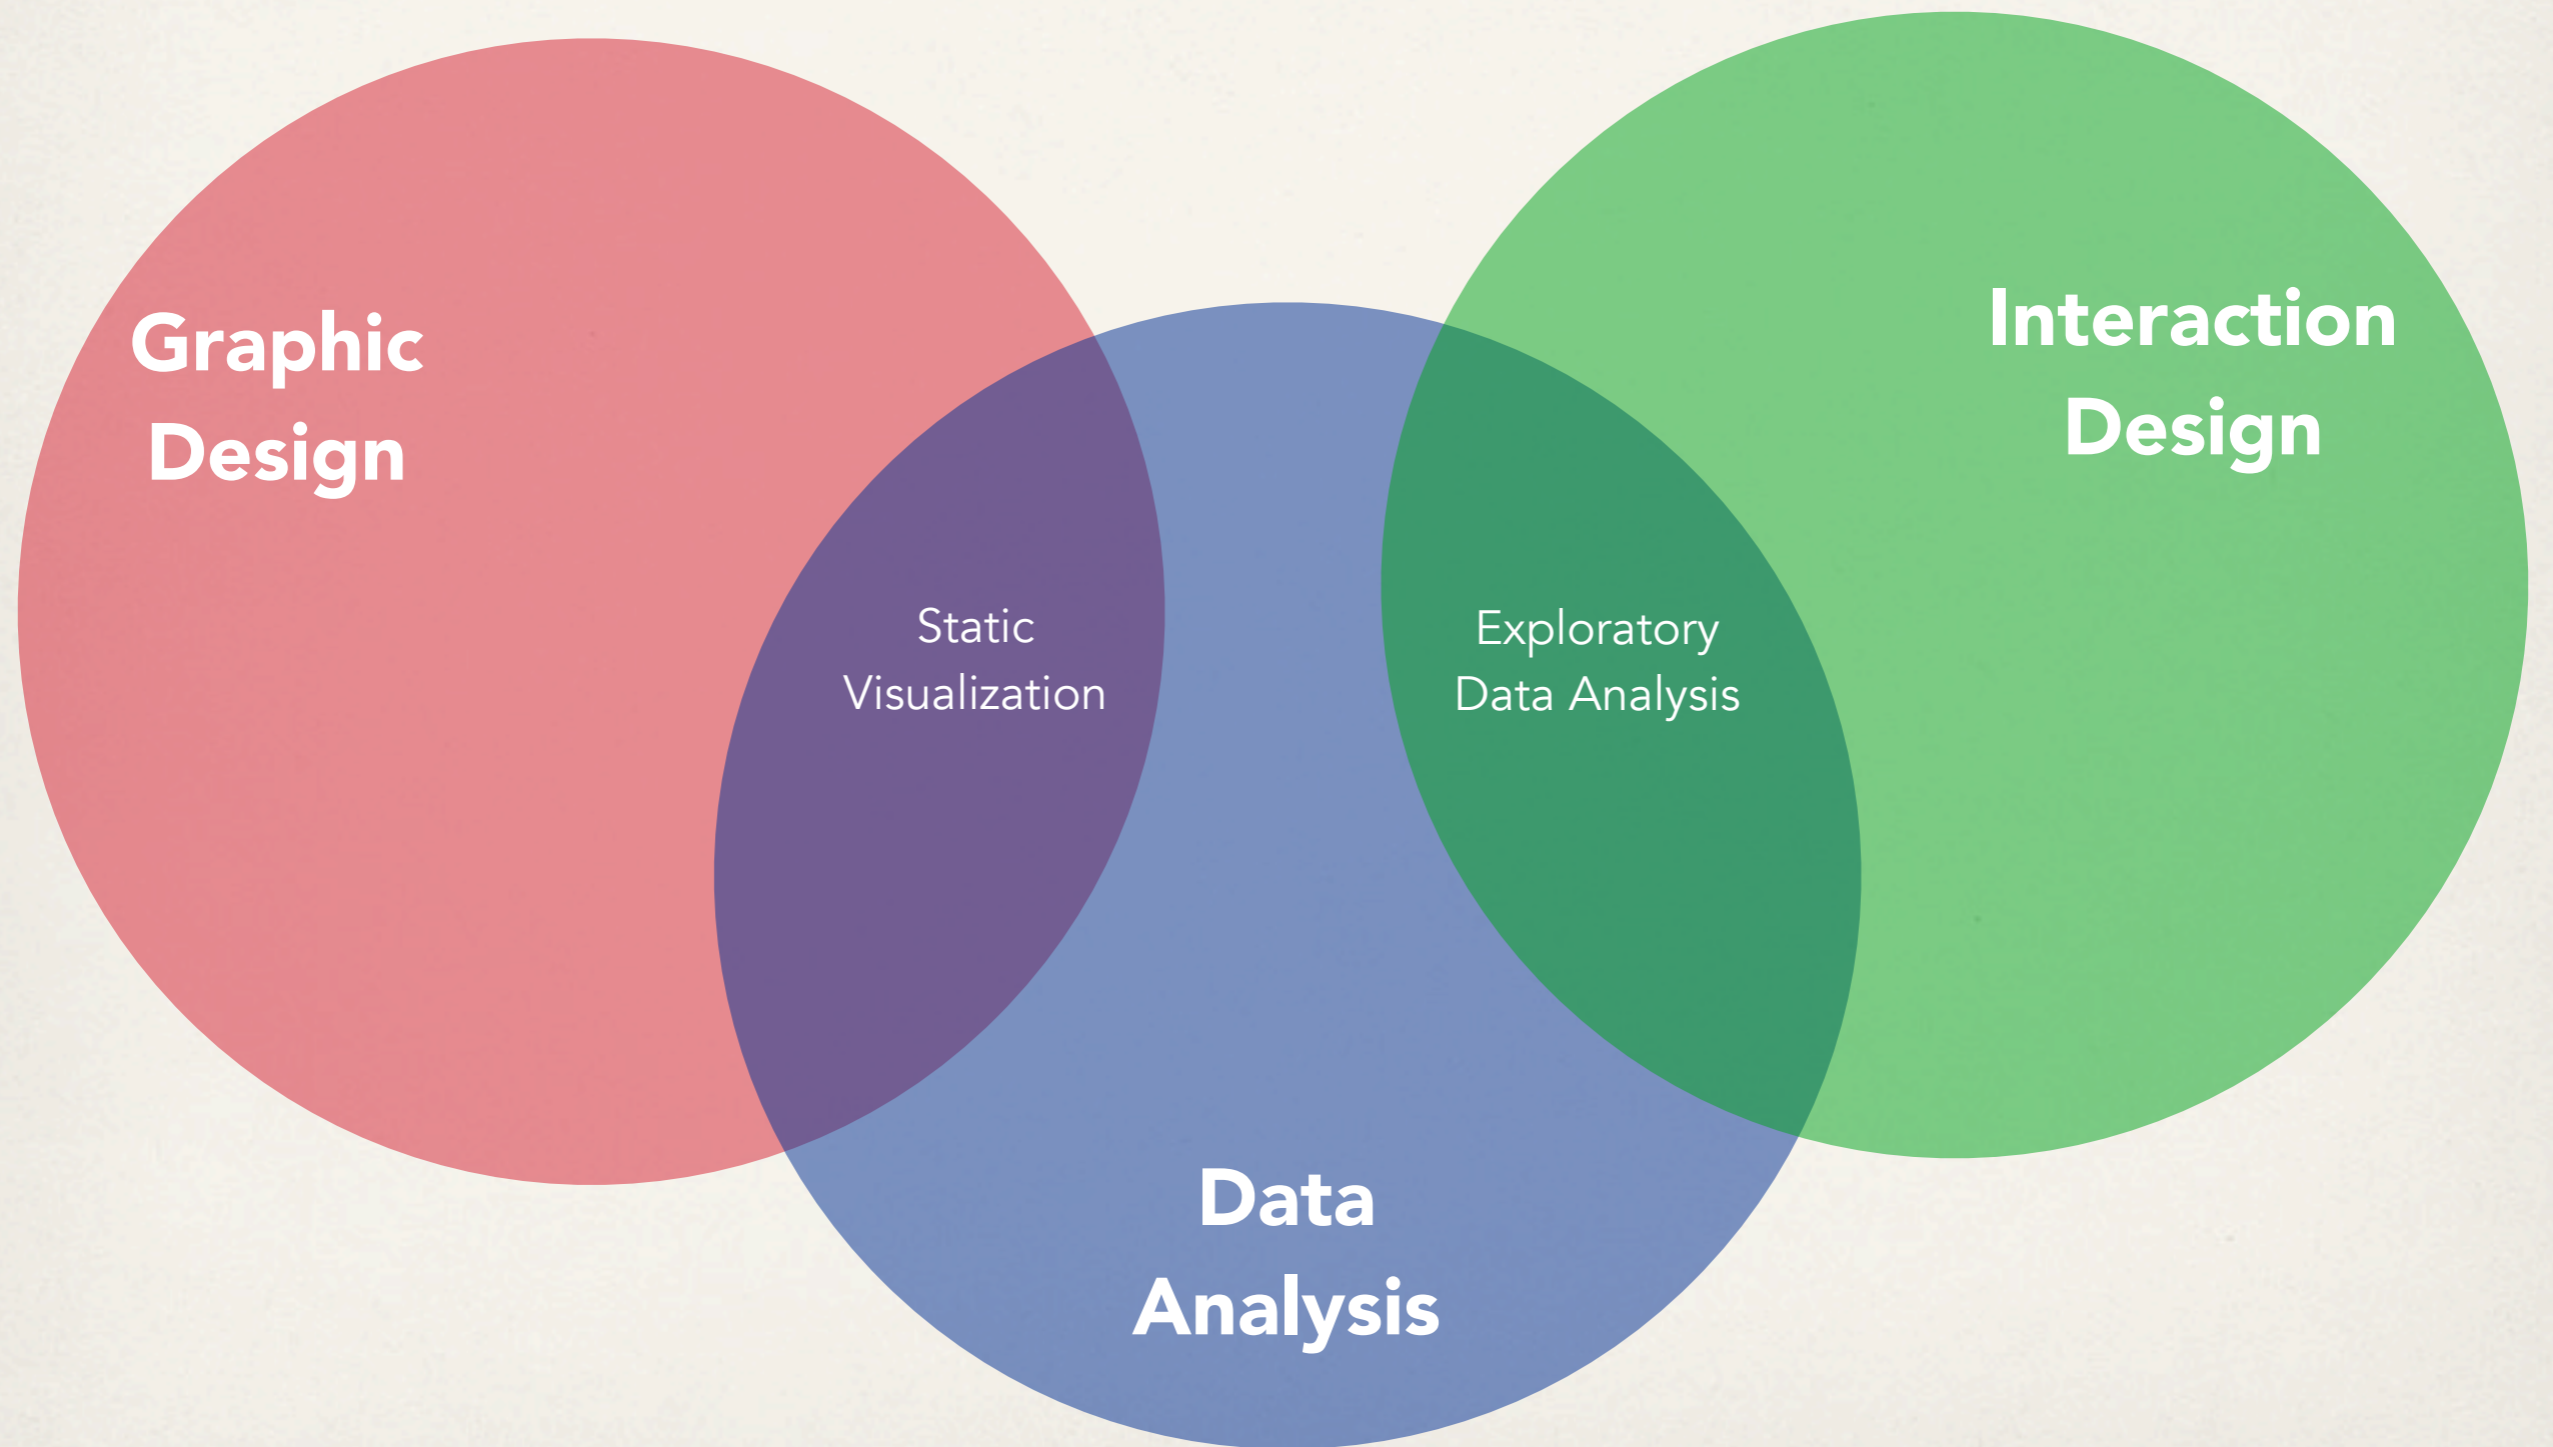 Graphic
Design
Interaction
Design
Static
Visualization
Exploratory
Data Analysis
Data
Analysis